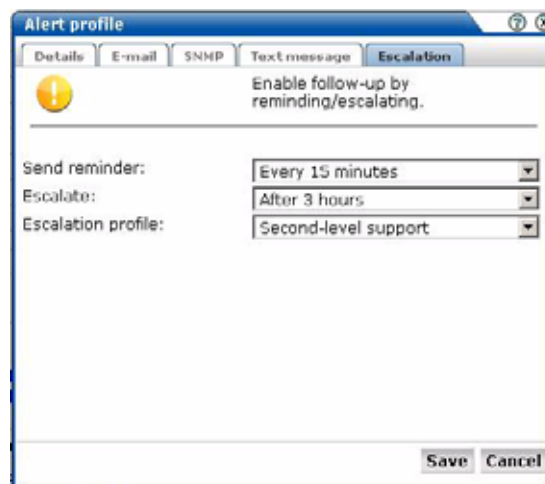 Alert profile
Details E-mail SNMP Text message Escalation
Enable follow-up by
reminding/escalating.
Send reminder: Every 15 minutes
Escalate: After 3 hours
Escalation profile: Second-level support
Save Cancel